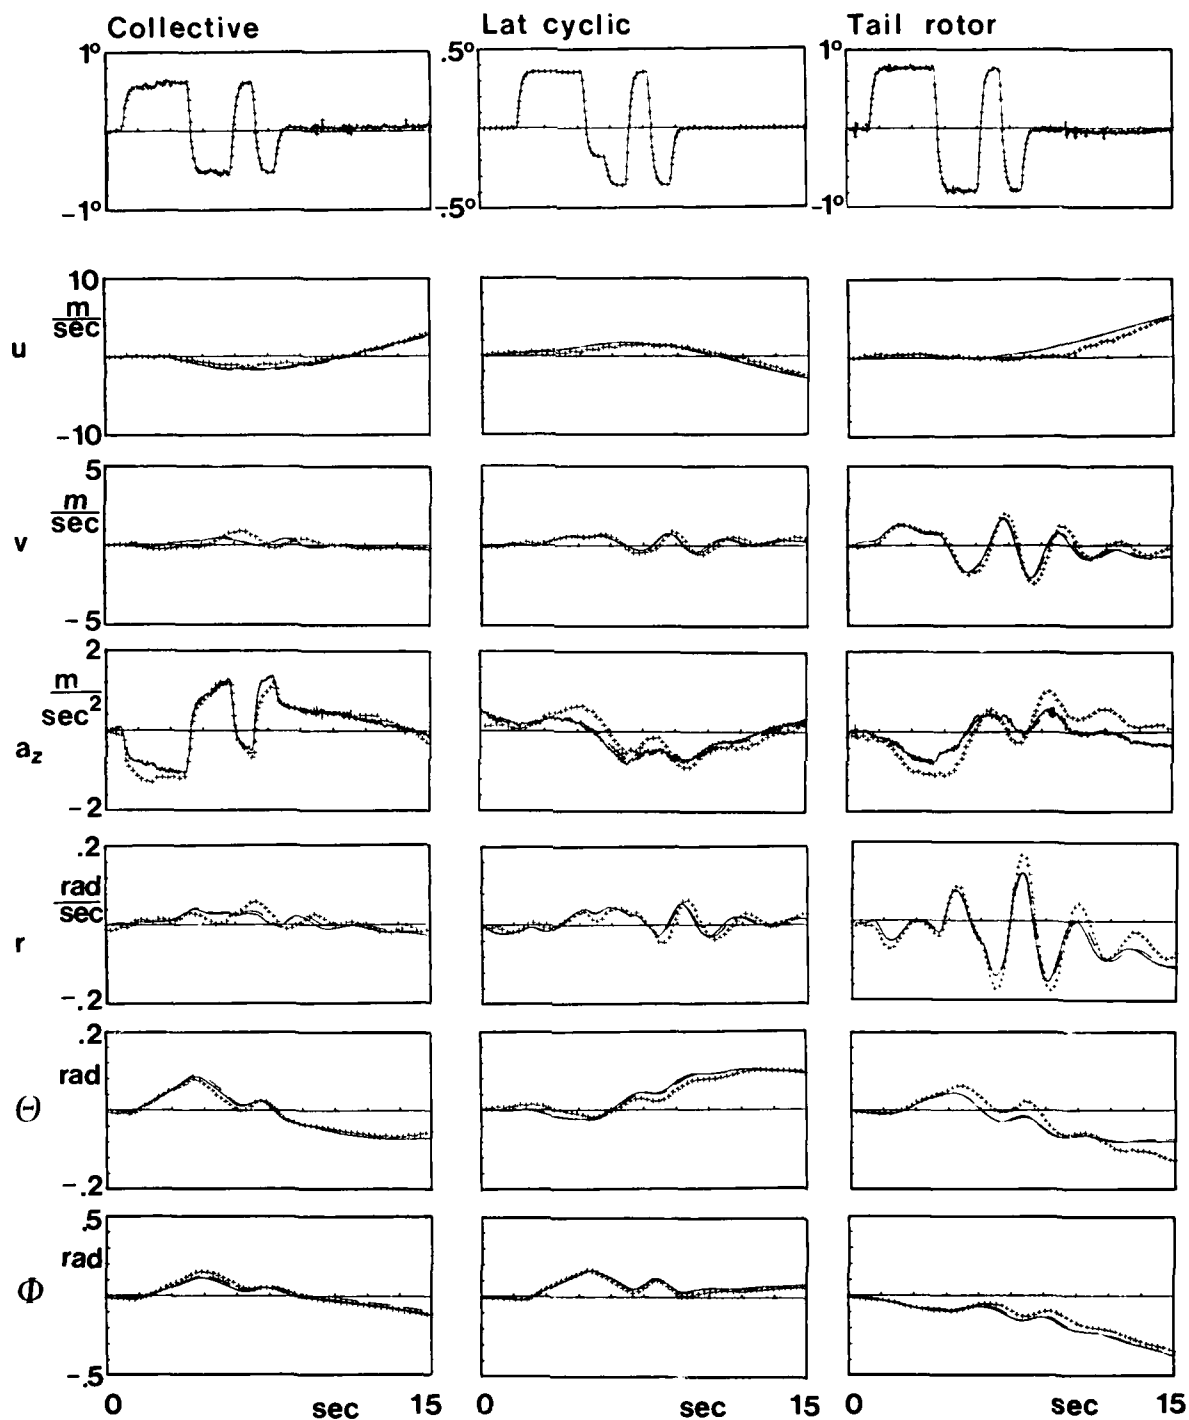 Collective Lat cyclic Tail rotor
1° .5° 1°
-1° -.5° -1°
10
m
sec
u
-10
5
m
sec
v
-5
2
m
sec²
az
-2
.2
rad
sec
r
-.2
.2
rad
Θ
-.2
.5
rad
Φ
-.5
0 sec 15 0 sec 15 0 sec 15